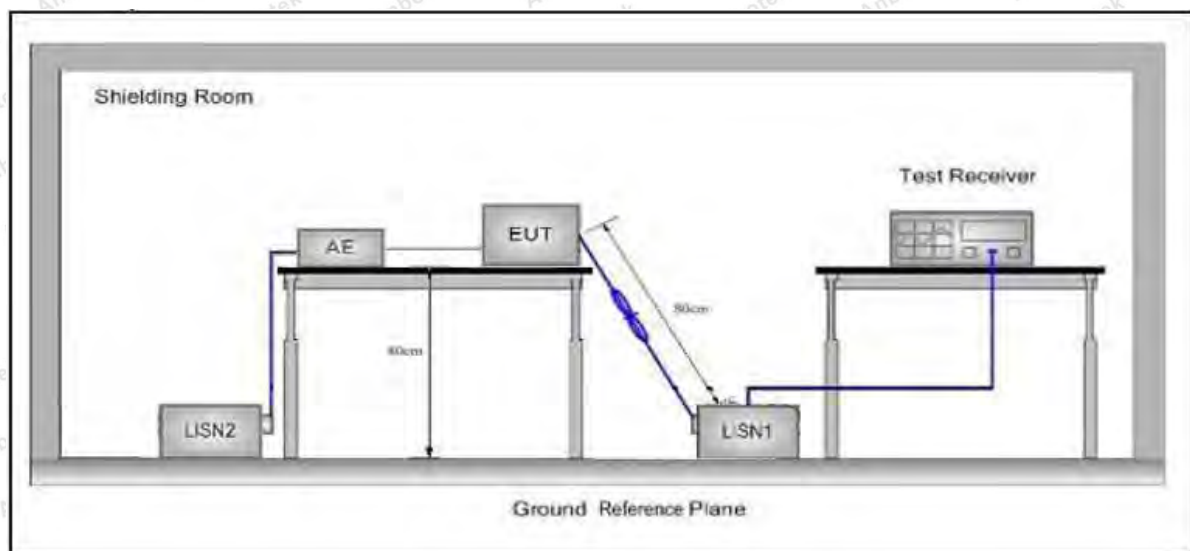 Shielding Room
Test Receiver
AE
EUT
80cm
80cm
LISN2
LISN1
Ground Reference Plane